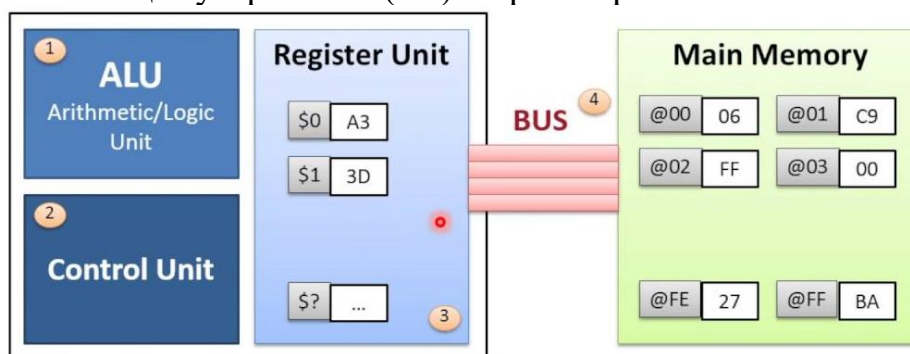 1
ALU
Arithmetic/Logic
Unit
2
Control Unit
Register Unit
$0 A3
$1 3D
$? ...
3
BUS
4
Main Memory
@00 06 @01 C9
@02 FF @03 00
@FE 27 @FF BA